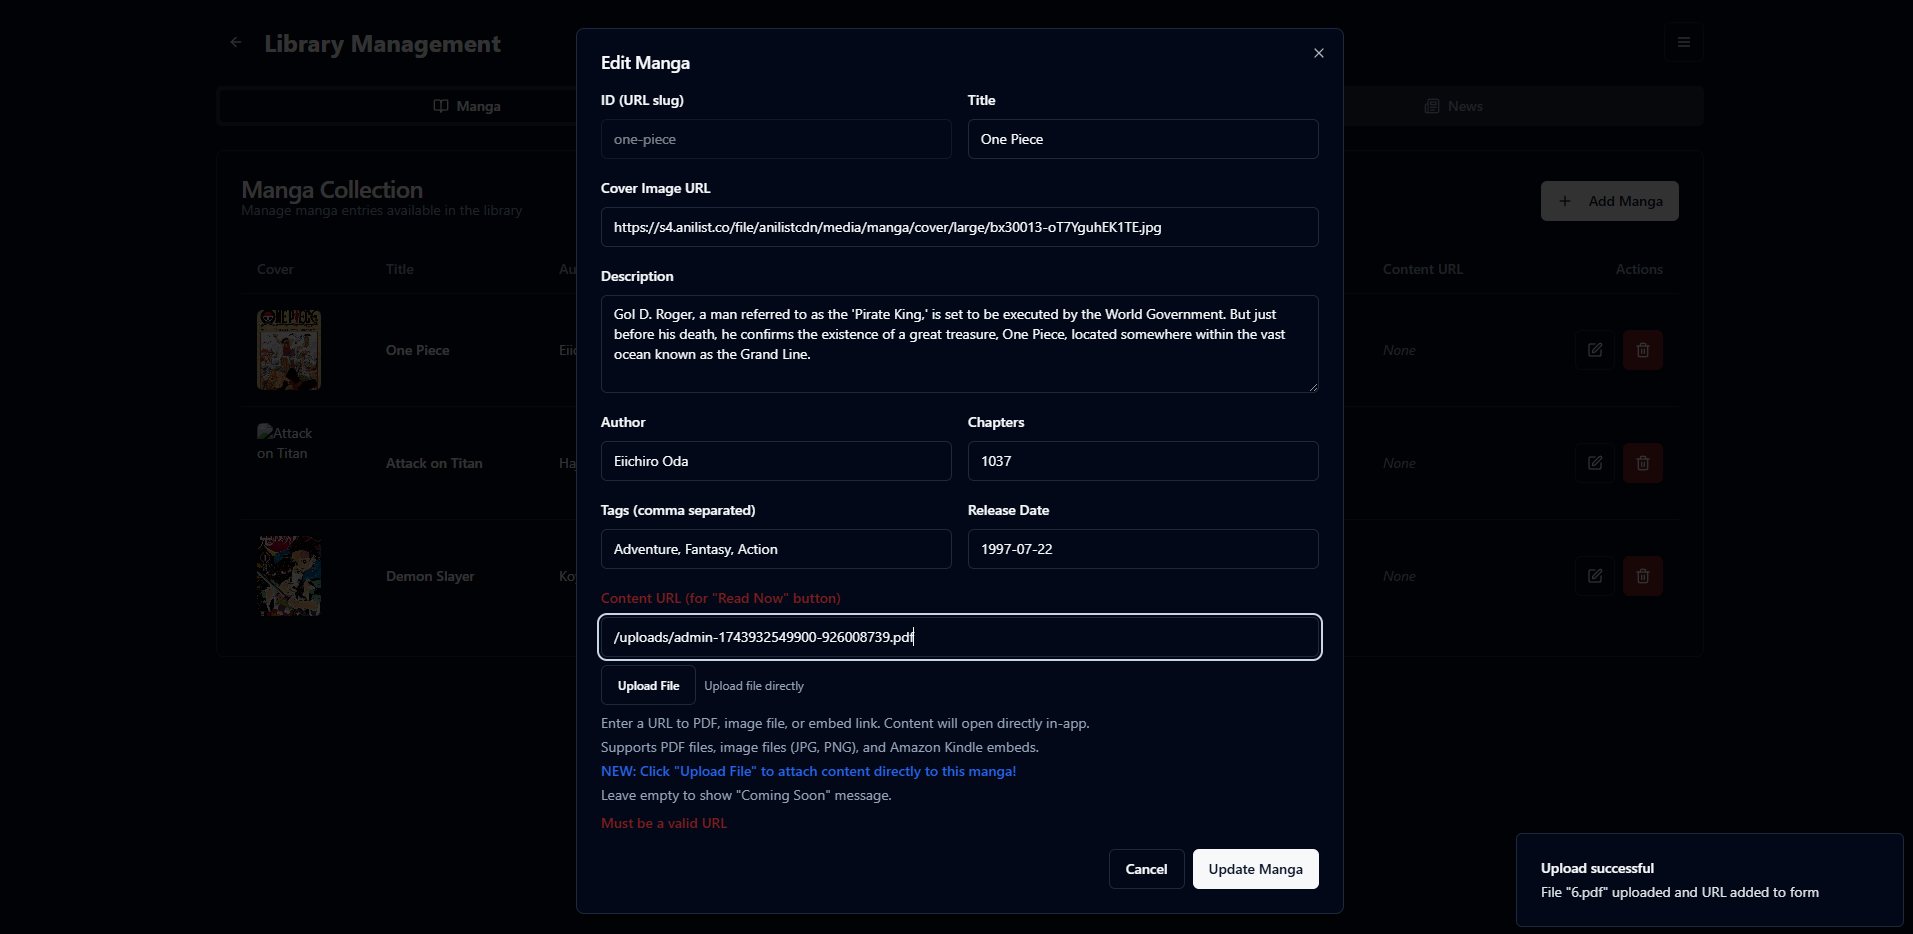 Library Management
Manga
News
Manga Collection
Manage manga entries available in the library
Add Manga
Cover
Title
Au
Content URL
Actions
One Piece
Eiic
None
Attack
on Titan
Attack on Titan
Haj
None
Demon Slayer
Koy
None
Edit Manga
ID (URL slug)
Title
one-piece
One Piece
Cover Image URL
https://s4.anilist.co/file/anilistcdn/media/manga/cover/large/bx30013-oT7YguhEK1TE.jpg
Description
Gol D. Roger, a man referred to as the 'Pirate King,' is set to be executed by the World Government. But just
before his death, he confirms the existence of a great treasure, One Piece, located somewhere within the vast
ocean known as the Grand Line.
Author
Chapters
Eiichiro Oda
1037
Tags (comma separated)
Release Date
Adventure, Fantasy, Action
1997-07-22
Content URL (for "Read Now" button)
/uploads/admin-1743932549900-926008739.pdf
Upload File
Upload file directly
Enter a URL to PDF, image file, or embed link. Content will open directly in-app.
Supports PDF files, image files (JPG, PNG), and Amazon Kindle embeds.
NEW: Click "Upload File" to attach content directly to this manga!
Leave empty to show "Coming Soon" message.
Must be a valid URL
Cancel
Update Manga
Upload successful
File "6.pdf" uploaded and URL added to form